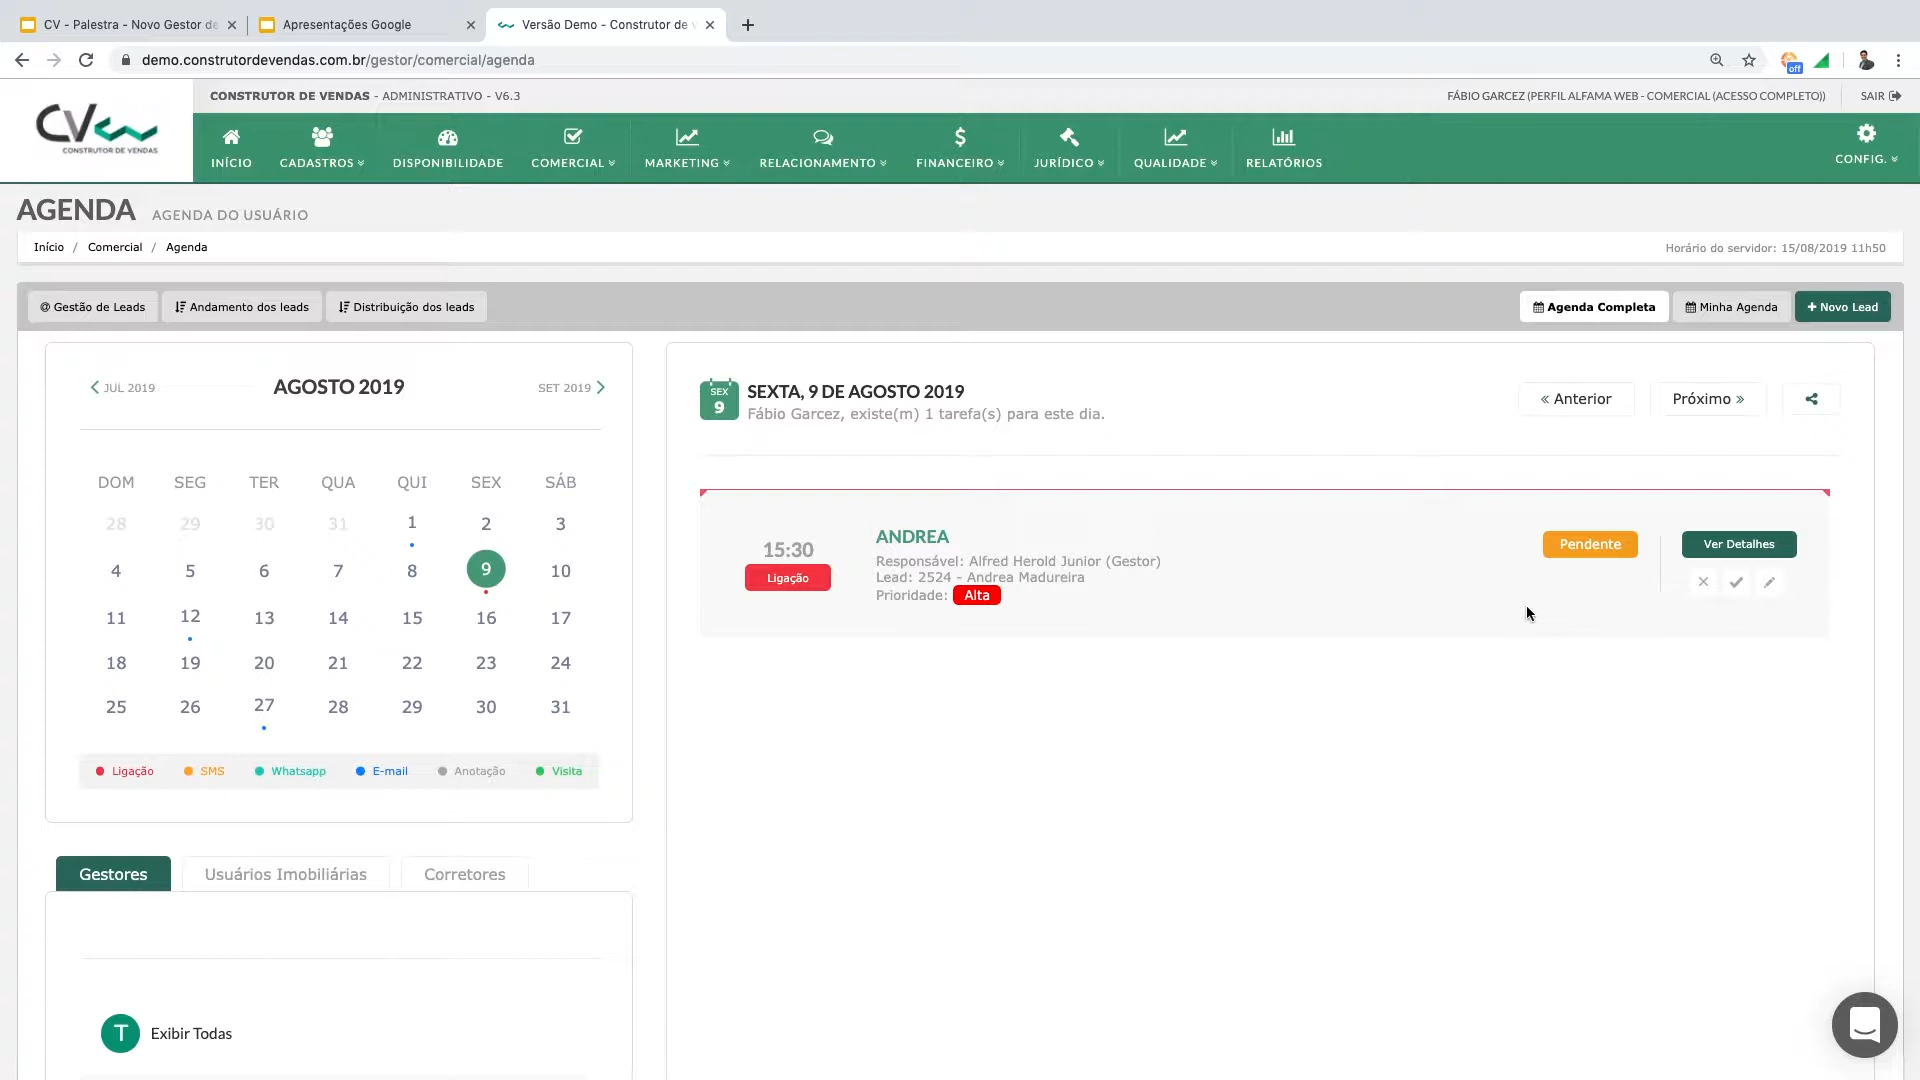 CV - Palestra - Novo Gestor de
Apresentações Google
Versão Demo - Construtor de v
demo.construtordevendas.com.br/gestor/comercial/agenda
off
CV
CONSTRUTOR DE VENDAS
CONSTRUTOR DE VENDAS - ADMINISTRATIVO - V6.3
FÁBIO GARCEZ (PERFIL ALFAMA WEB - COMERCIAL (ACESSO COMPLETO))
SAIR
INÍCIO
CADASTROS
DISPONIBILIDADE
COMERCIAL
MARKETING
RELACIONAMENTO
FINANCEIRO
JURÍDICO
QUALIDADE
RELATÓRIOS
CONFIG.
AGENDA AGENDA DO USUÁRIO
Início / Comercial / Agenda
Horário do servidor: 15/08/2019 11h50
@ Gestão de Leads
Andamento dos leads
Distribuição dos leads
Agenda Completa
Minha Agenda
+ Novo Lead
JUL 2019
AGOSTO 2019
SET 2019
DOM SEG TER QUA QUI SEX SÁB
28 29 30 31 1 2 3
4 5 6 7 8 9 10
11 12 13 14 15 16 17
18 19 20 21 22 23 24
25 26 27 28 29 30 31
Ligação SMS Whatsapp E-mail Anotação Visita
SEX
9
SEXTA, 9 DE AGOSTO 2019
Fábio Garcez, existe(m) 1 tarefa(s) para este dia.
« Anterior
Próximo »
15:30
Ligação
ANDREA
Responsável: Alfred Herold Junior (Gestor)
Lead: 2524 - Andrea Madureira
Prioridade: Alta
Pendente
Ver Detalhes
Gestores
Usuários Imobiliárias
Corretores
T
Exibir Todas